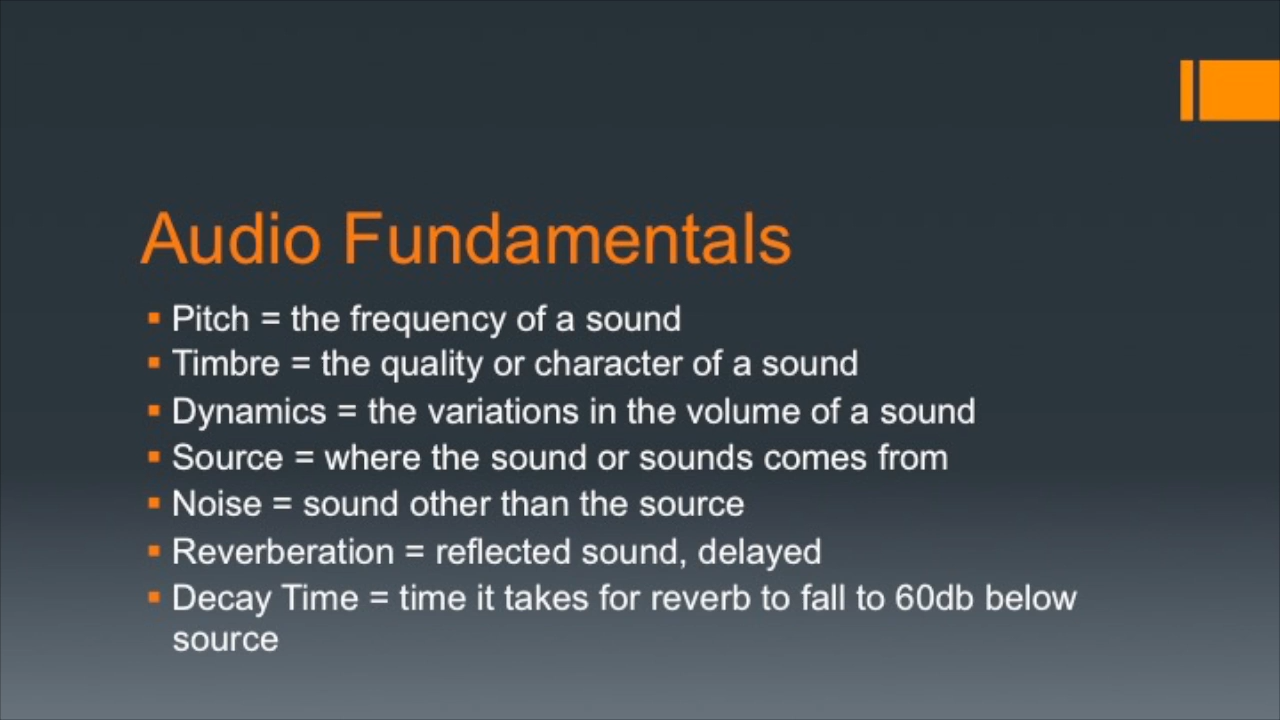 Audio Fundamentals
Pitch = the frequency of a sound
Timbre = the quality or character of a sound
Dynamics = the variations in the volume of a sound
Source = where the sound or sounds comes from
Noise = sound other than the source
Reverberation = reflected sound, delayed
Decay Time = time it takes for reverb to fall to 60db below
source